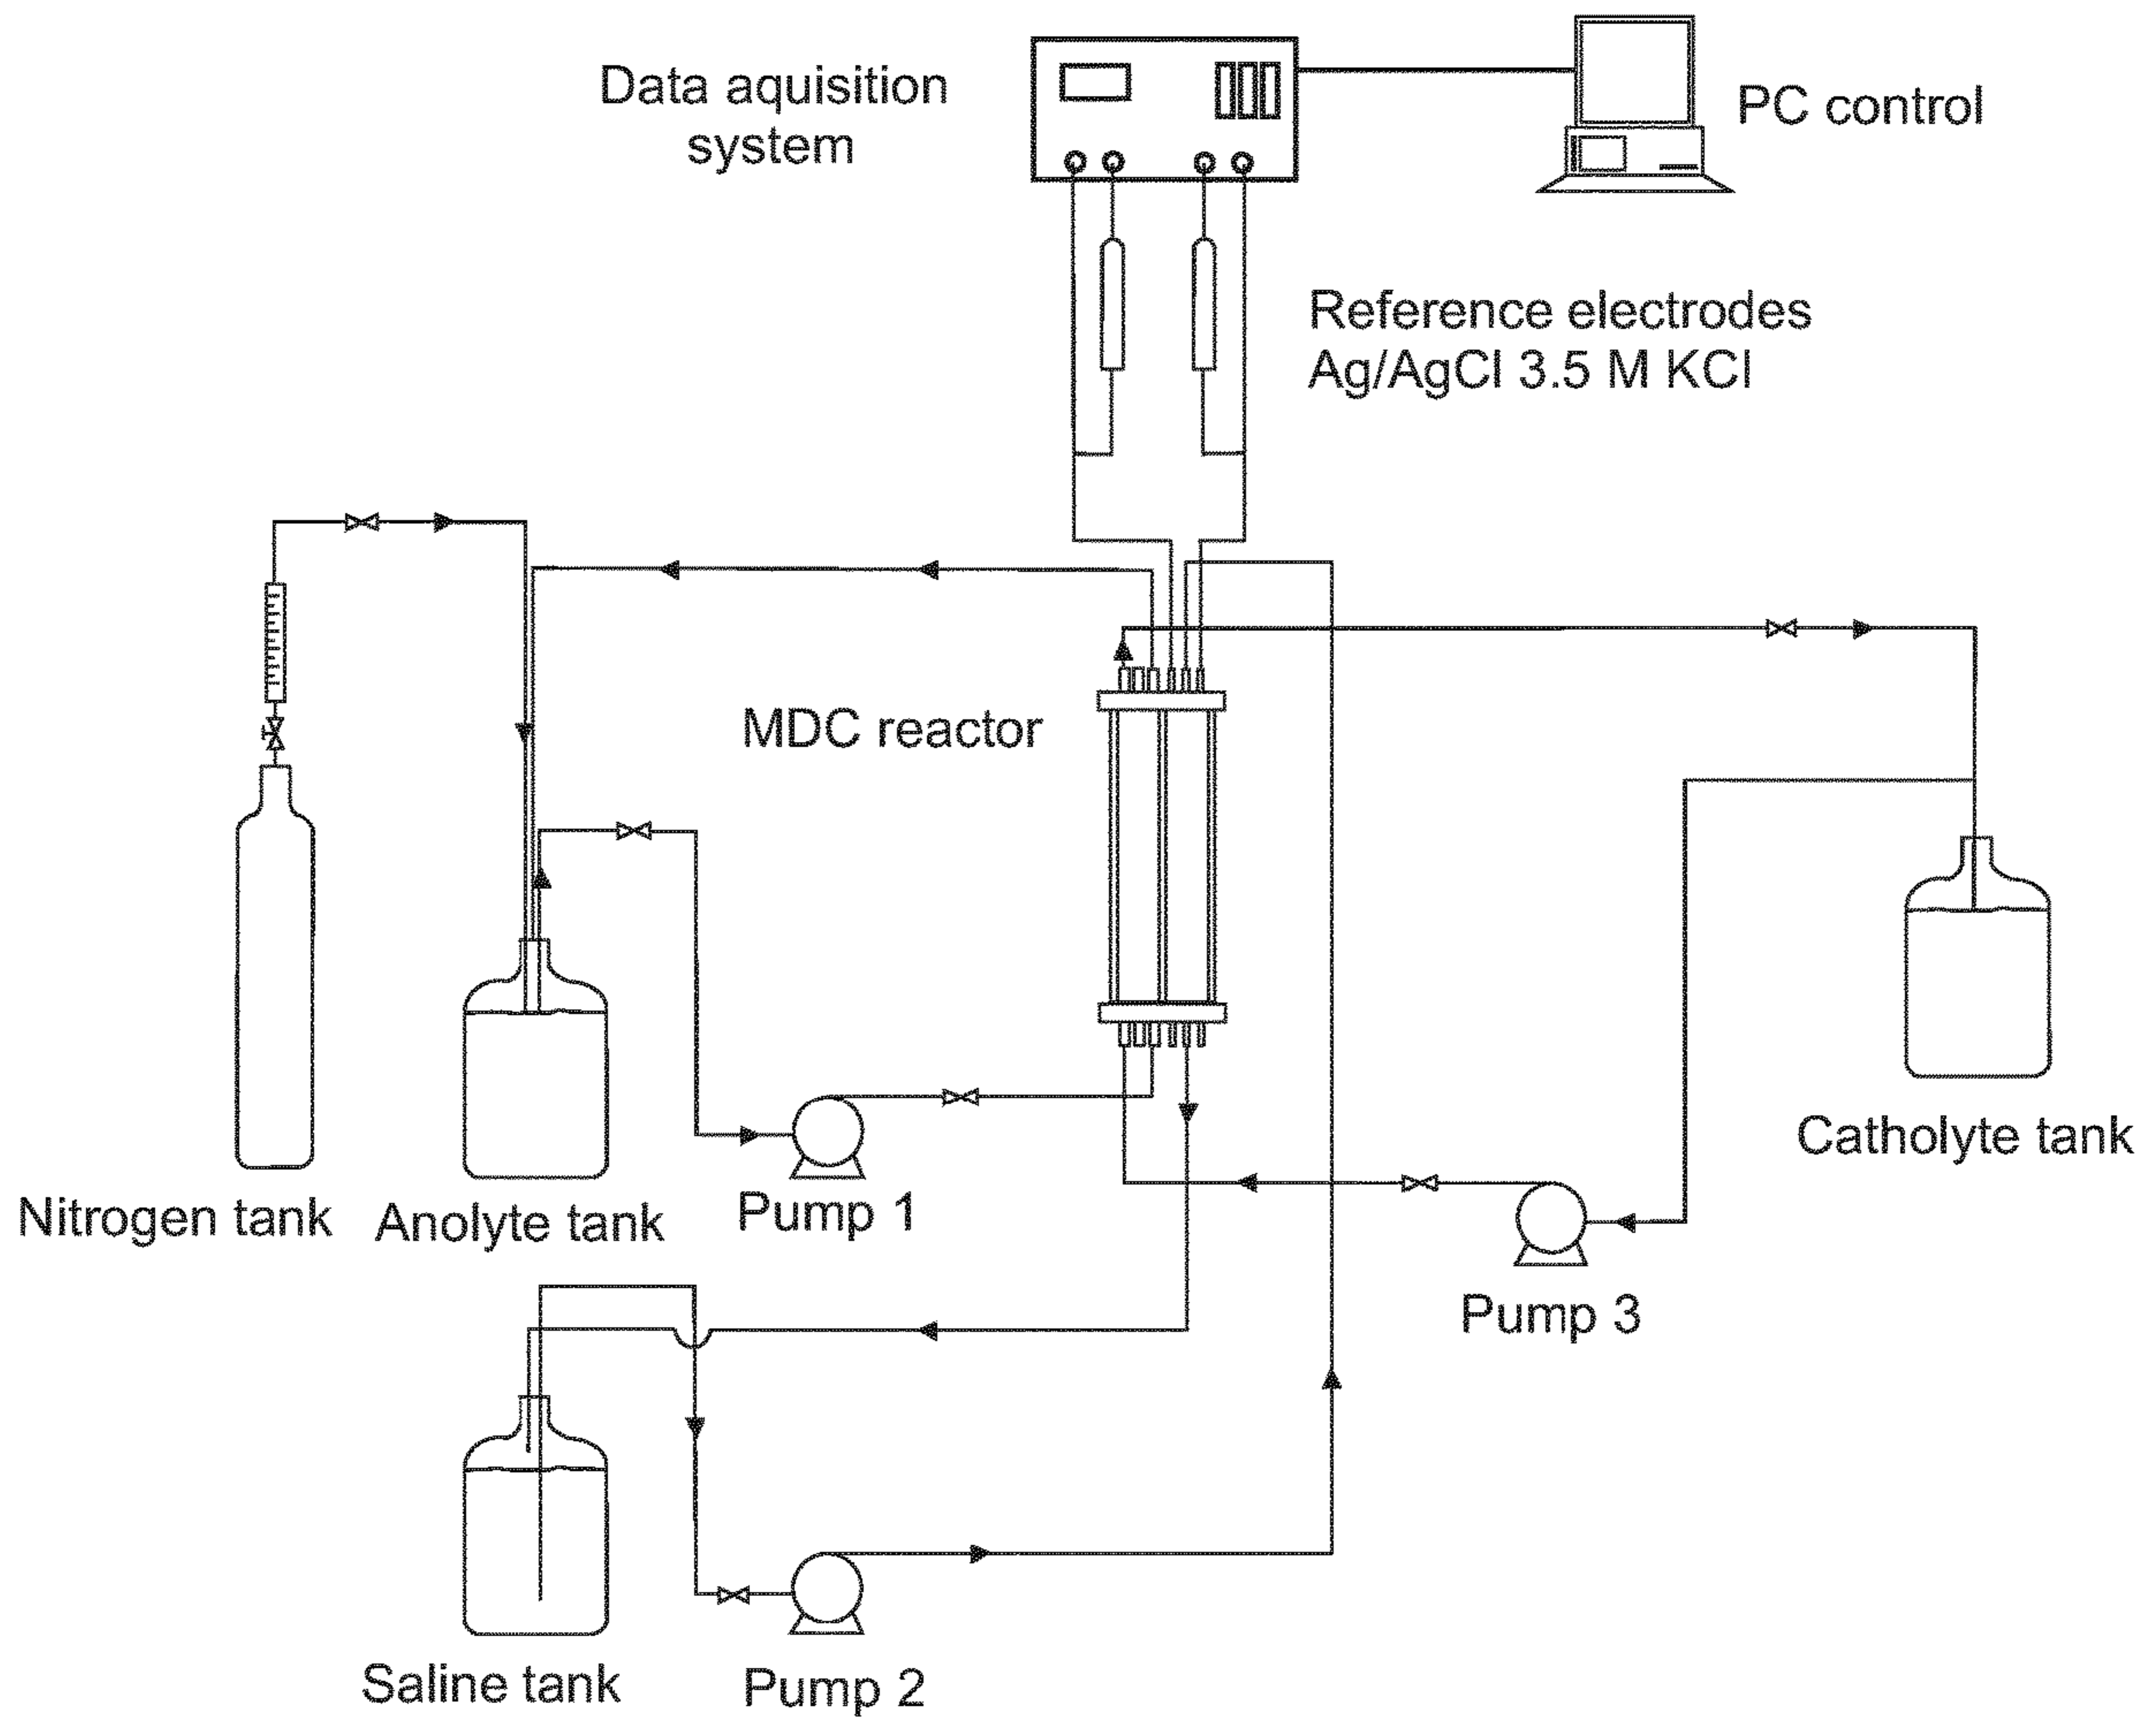 Data aquisition
system
PC control
Reference electrodes
Ag/AgCl 3.5 M KCl
MDC reactor
Catholyte tank
Nitrogen tank
Anolyte tank
Pump 1
Pump 3
Saline tank
Pump 2